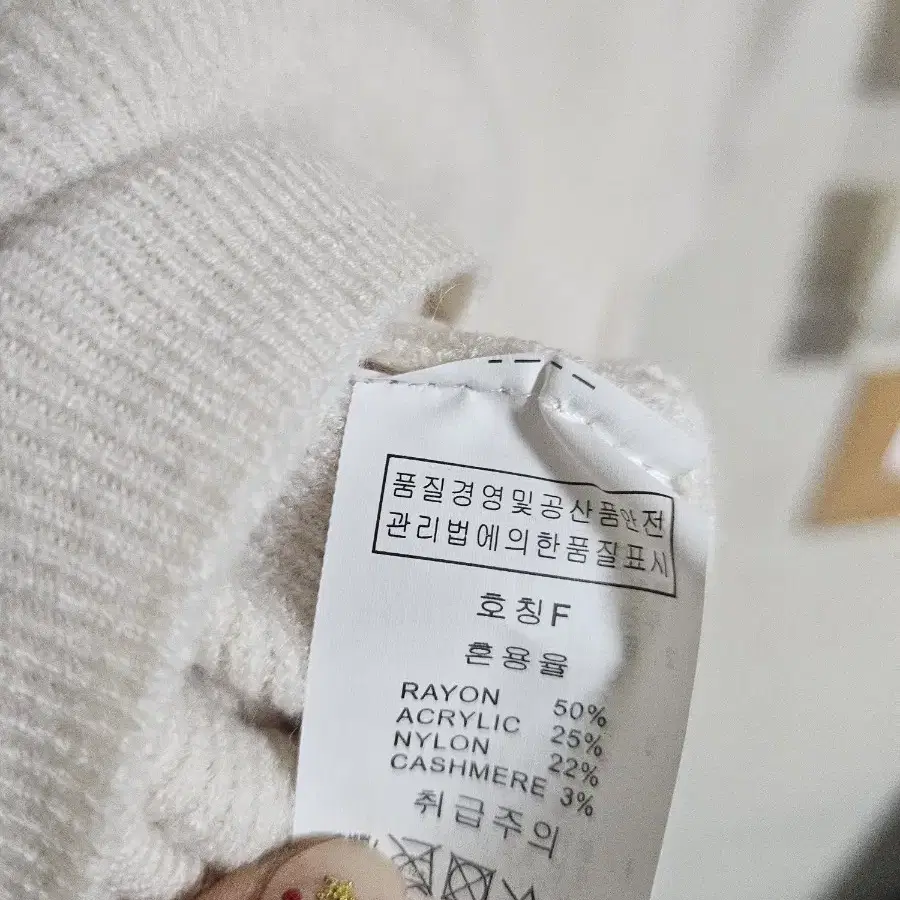 품질경영및공산품안전
관리법에의한품질표시
호칭F
혼용율
RAYON 50%
ACRYLIC 25%
NYLON 22%
CASHMERE 3%
취급주의